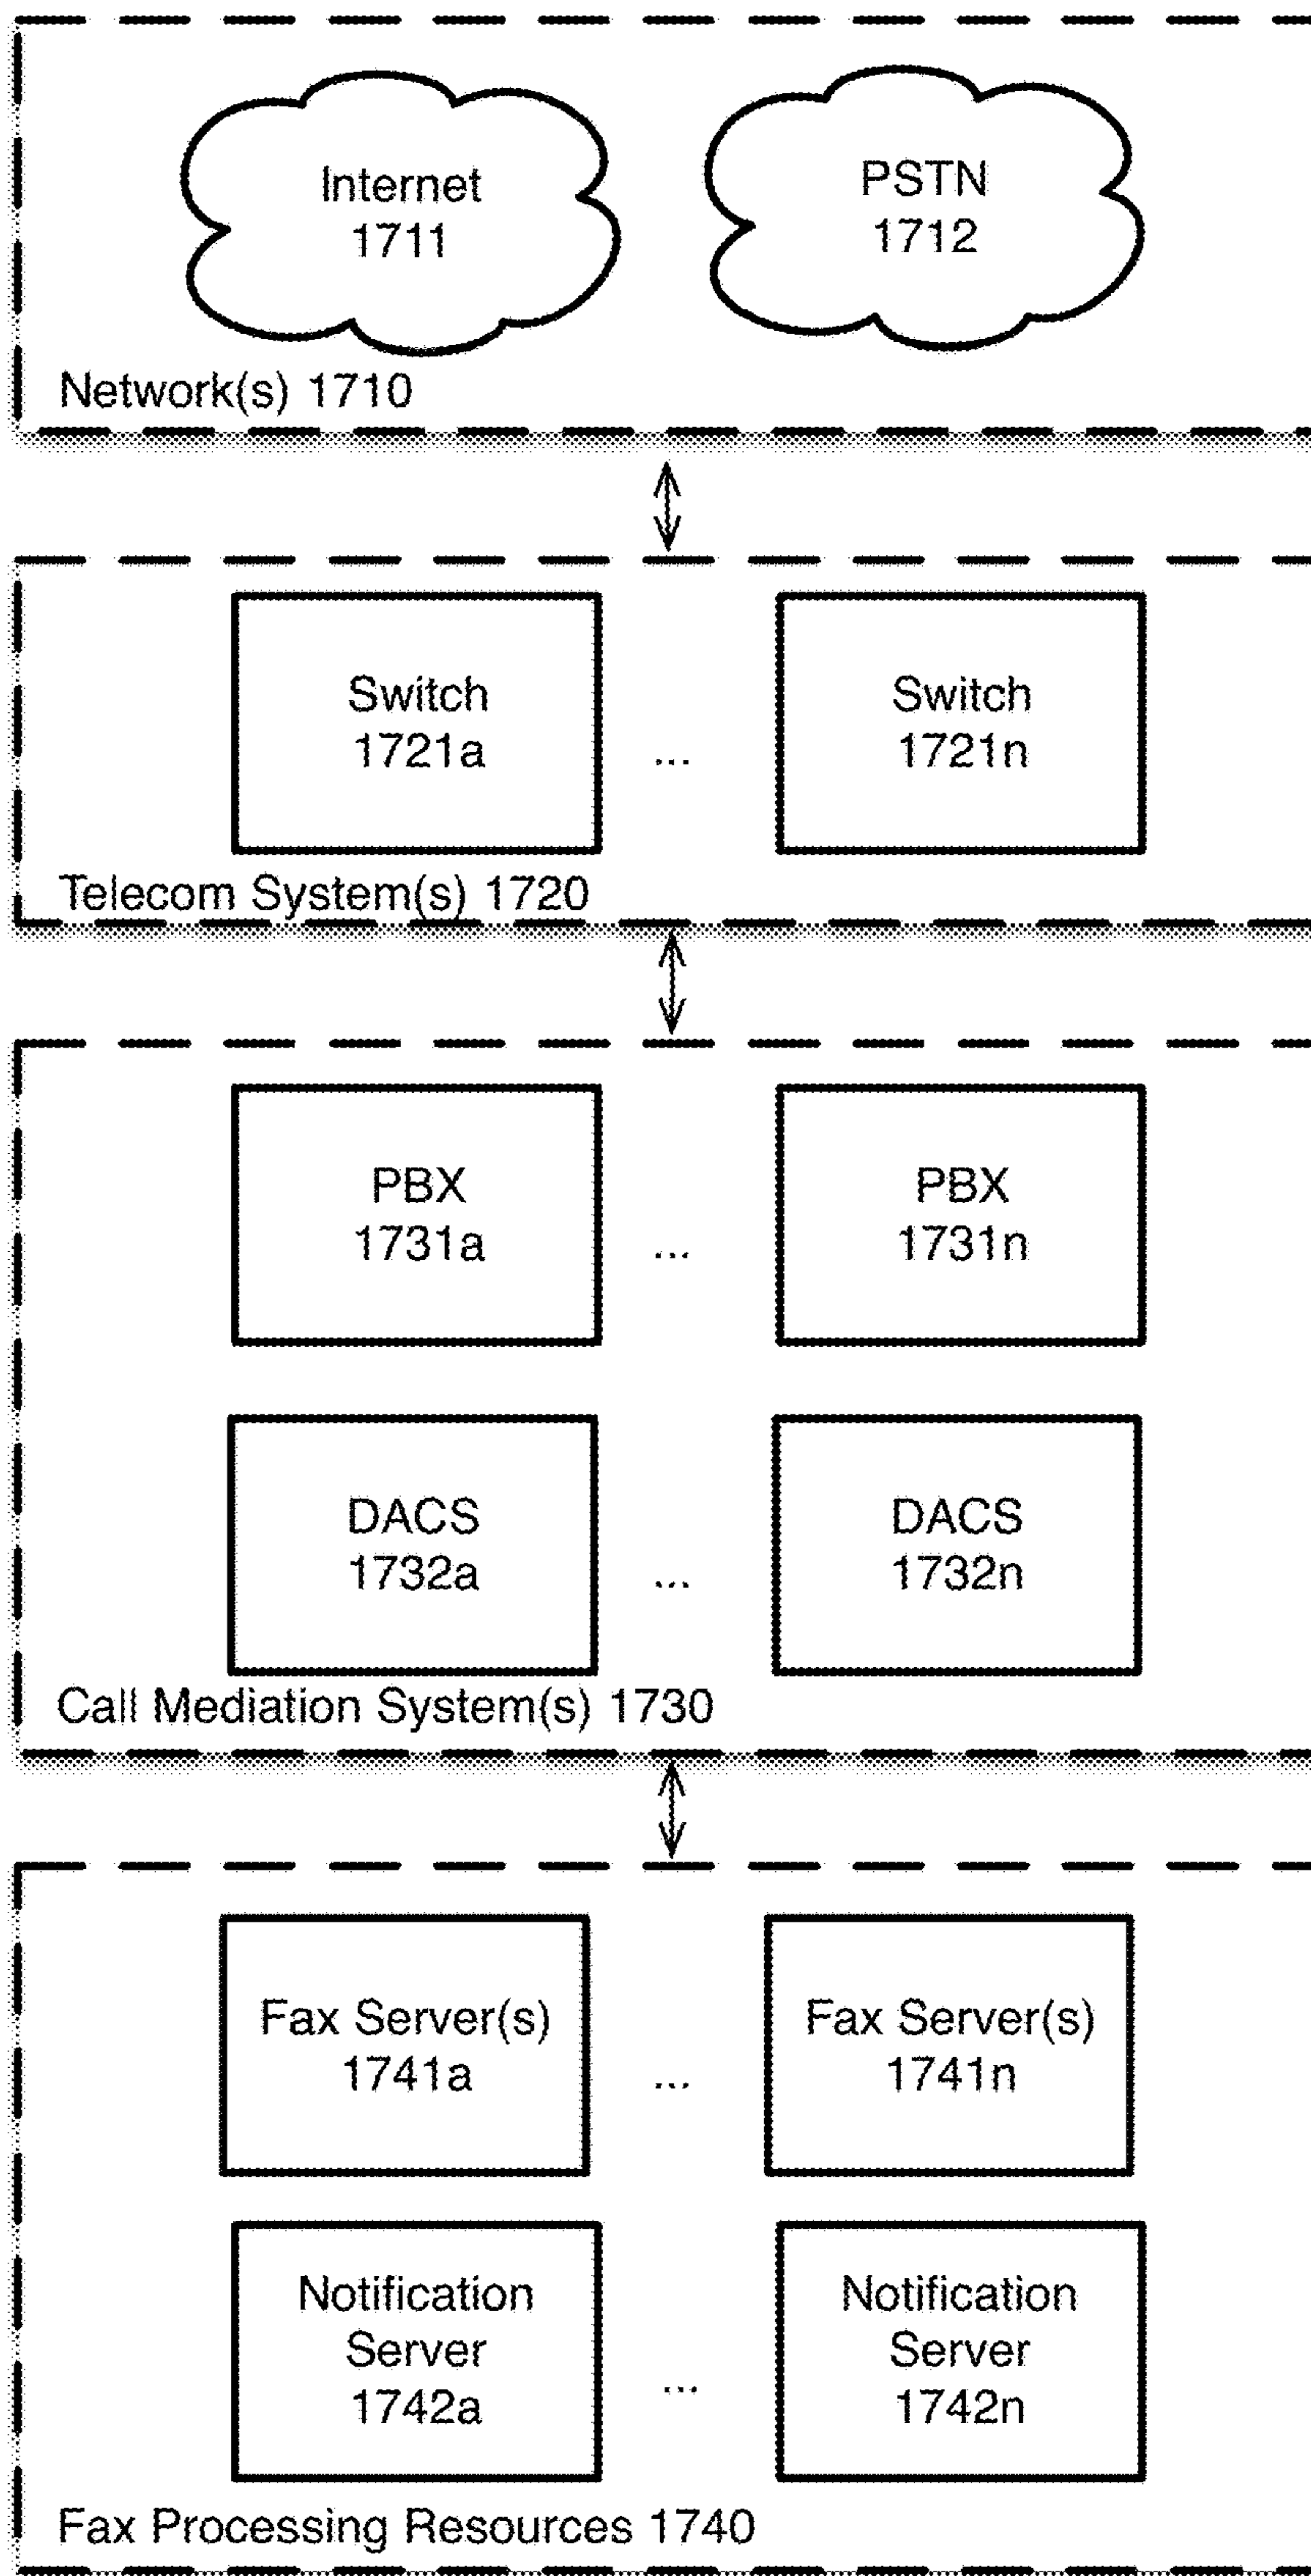 Internet
1711
PSTN
1712
Network(s) 1710
Switch
1721a
...
Switch
1721n
Telecom System(s) 1720
PBX
1731a
...
PBX
1731n
DACS
1732a
...
DACS
1732n
Call Mediation System(s) 1730
Fax Server(s)
1741a
...
Fax Server(s)
1741n
Notification
Server
1742a
...
Notification
Server
1742n
Fax Processing Resources 1740